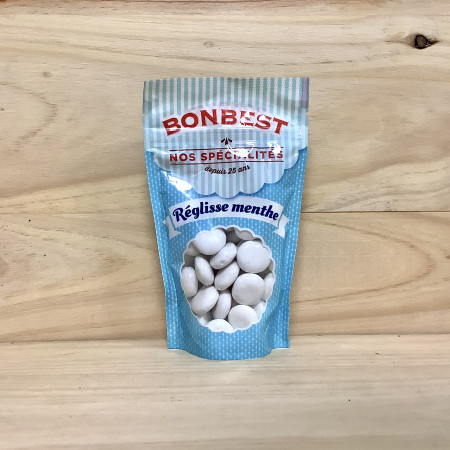 BONBEST
NOS SPÉCIALITÉS
depuis 25 ans
Réglisse menthe